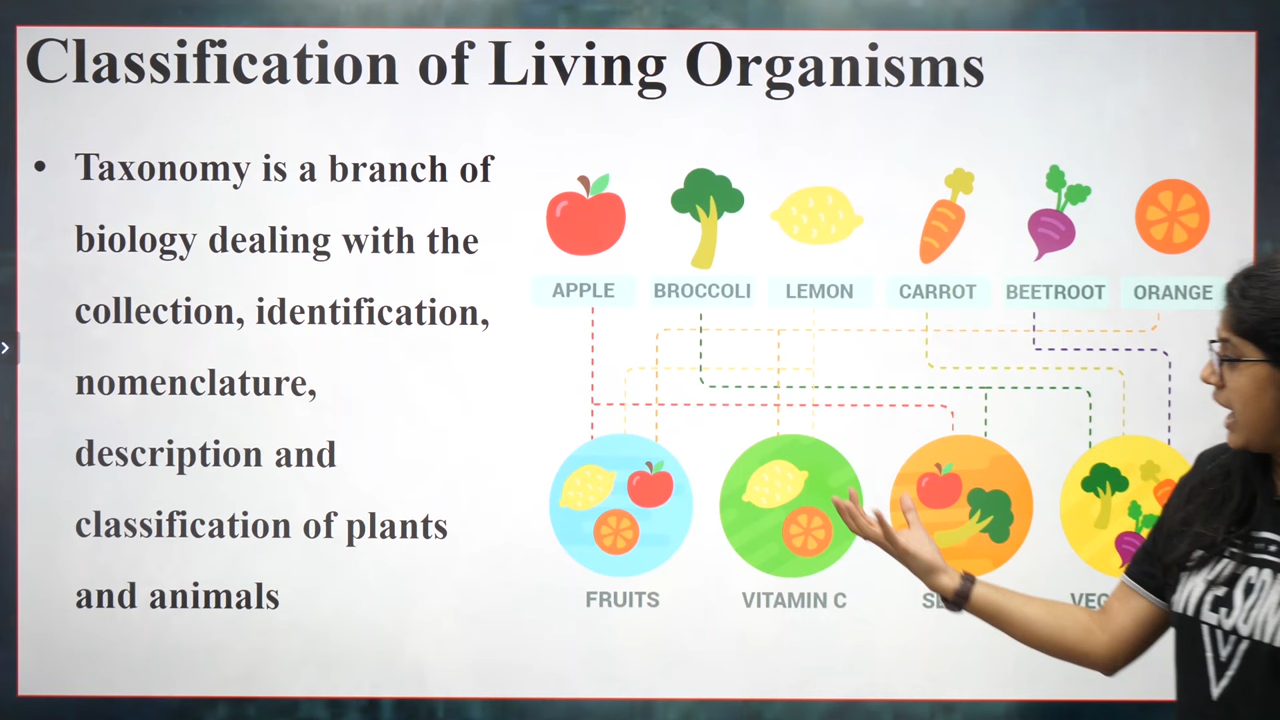 Classification of Living Organisms
• Taxonomy is a branch of
biology dealing with the
collection, identification,
nomenclature,
description and
classification of plants
and animals
APPLE BROCCOLI LEMON CARROT BEETROOT ORANGE
FRUITS VITAMIN C